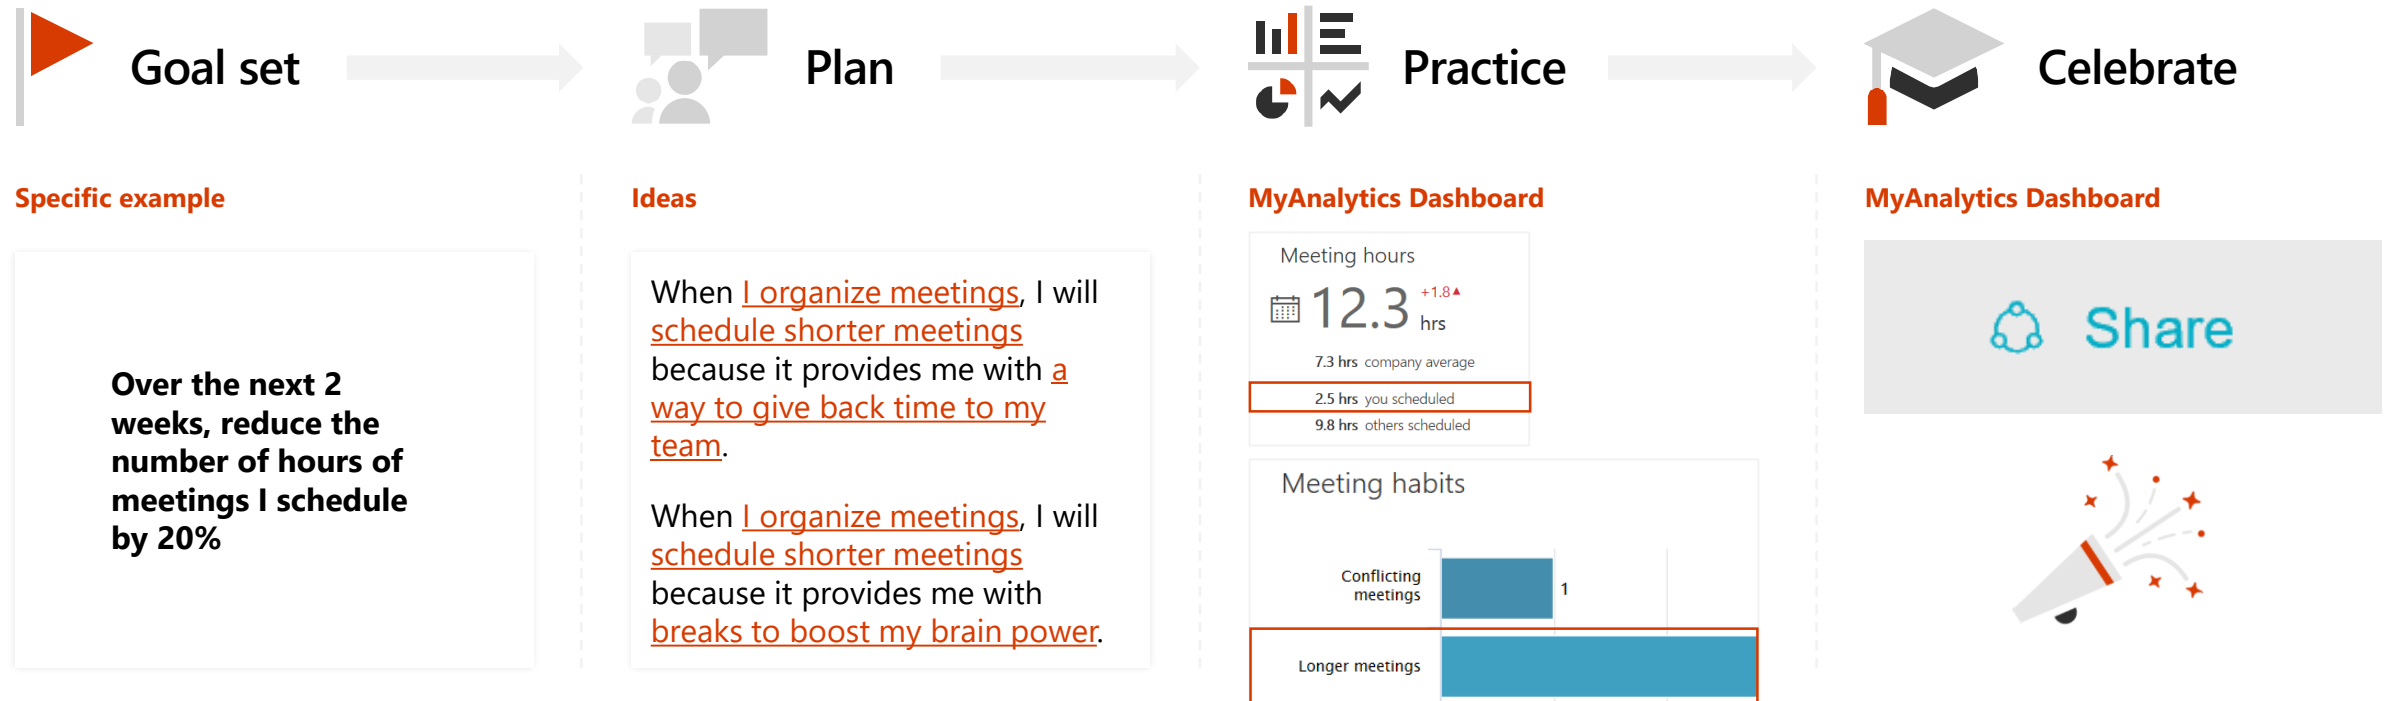 Goal set
Plan
Practice
Celebrate
Specific example
Over the next 2
weeks, reduce the
number of hours of
meetings I schedule
by 20%
Ideas
When I organize meetings, I will
schedule shorter meetings
because it provides me with a
way to give back time to my
team.
When I organize meetings, I will
schedule shorter meetings
because it provides me with
breaks to boost my brain power.
MyAnalytics Dashboard
Meeting hours
12.3 hrs +1.8▲
7.3 hrs company average
2.5 hrs you scheduled
9.8 hrs others scheduled
Meeting habits
Conflicting
meetings
1
Longer meetings
MyAnalytics Dashboard
Share